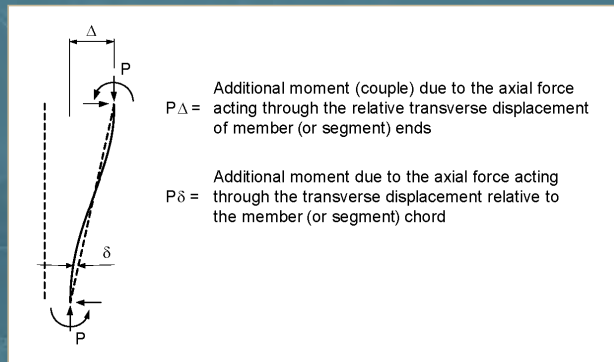 Δ
P
Additional moment (couple) due to the axial force
PΔ = acting through the relative transverse displacement
of member (or segment) ends
Additional moment due to the axial force acting
Pδ = through the transverse displacement relative to
the member (or segment) chord
δ
P